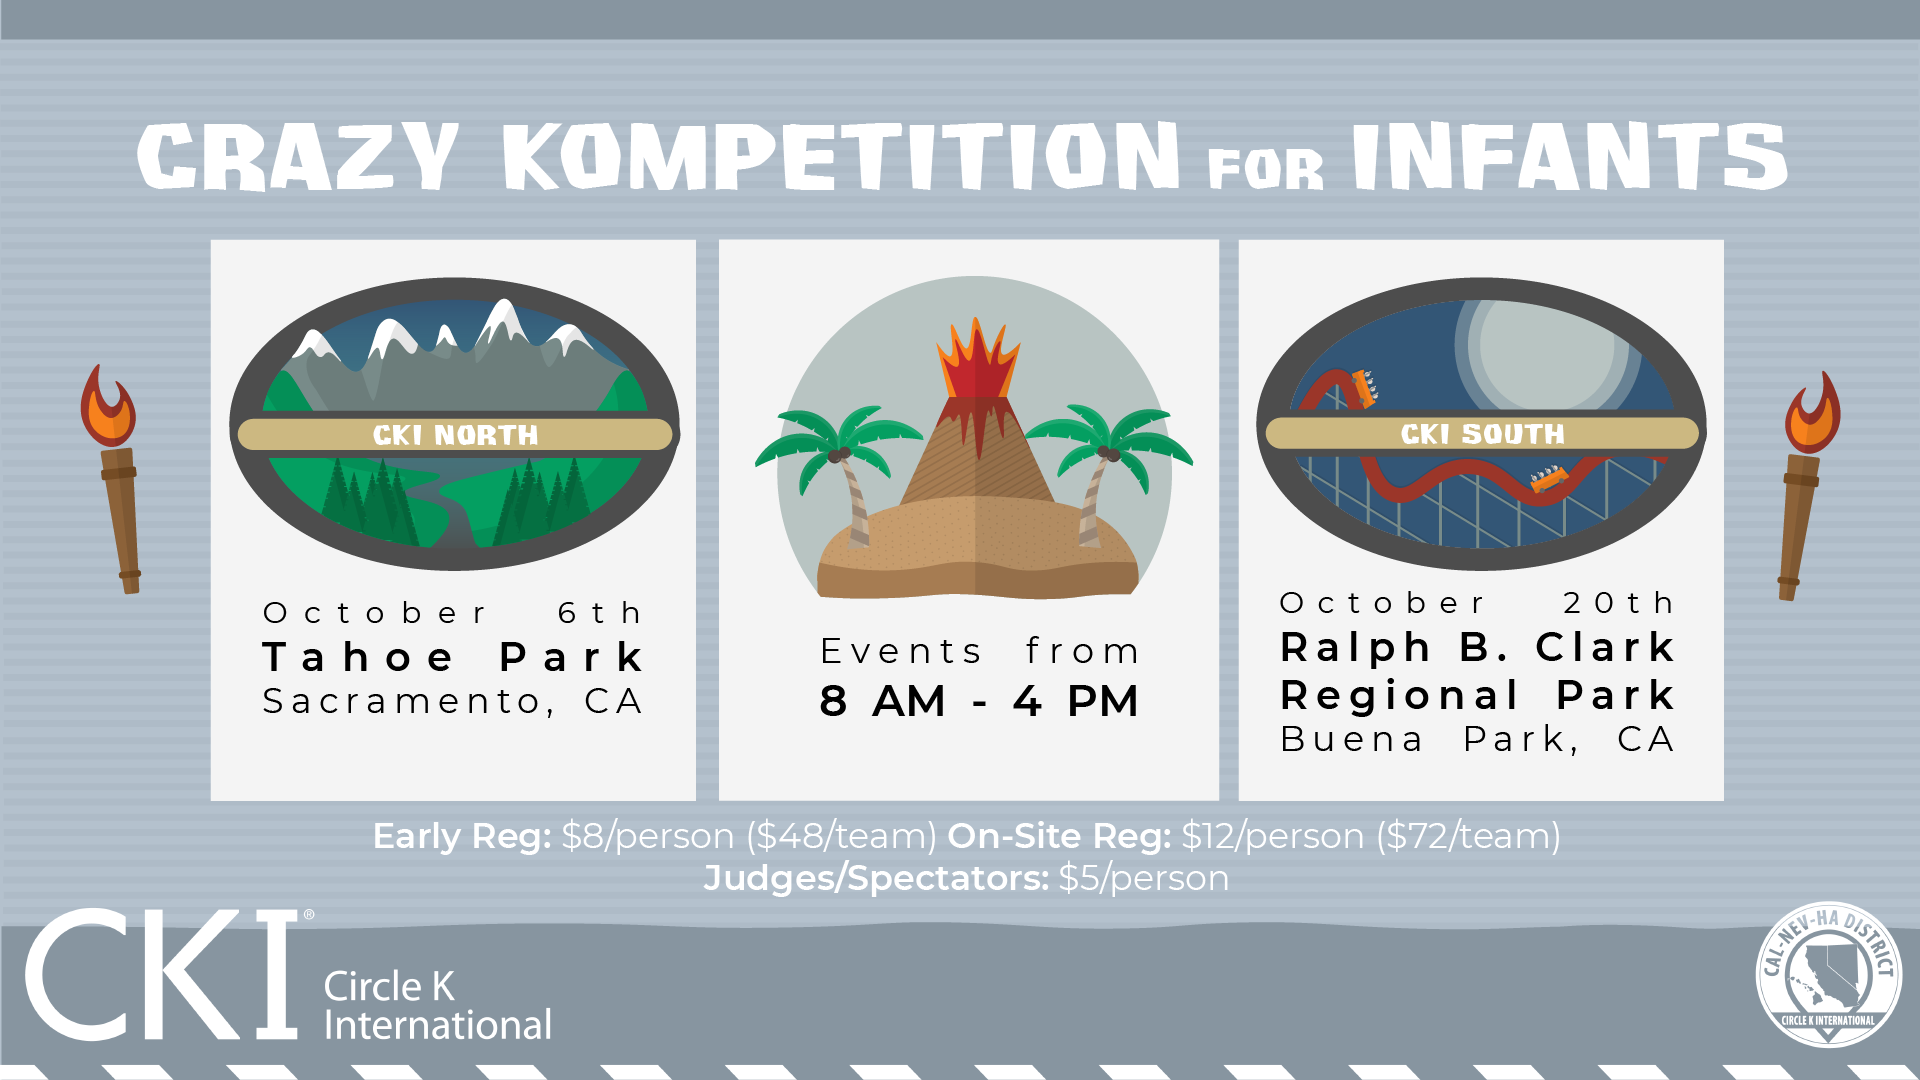 CRAZY KOMPETITION FOR INFANTS
CKI NORTH
October 6th
Tahoe Park
Sacramento, CA
Events from
8 AM - 4 PM
CKI SOUTH
October 20th
Ralph B. Clark
Regional Park
Buena Park, CA
Early Reg: $8/person ($48/team) On-Site Reg: $12/person ($72/team)
Judges/Spectators: $5/person
CKI®
Circle K
International
CAL-NEV-HA DISTRICT
CIRCLE K INTERNATIONAL